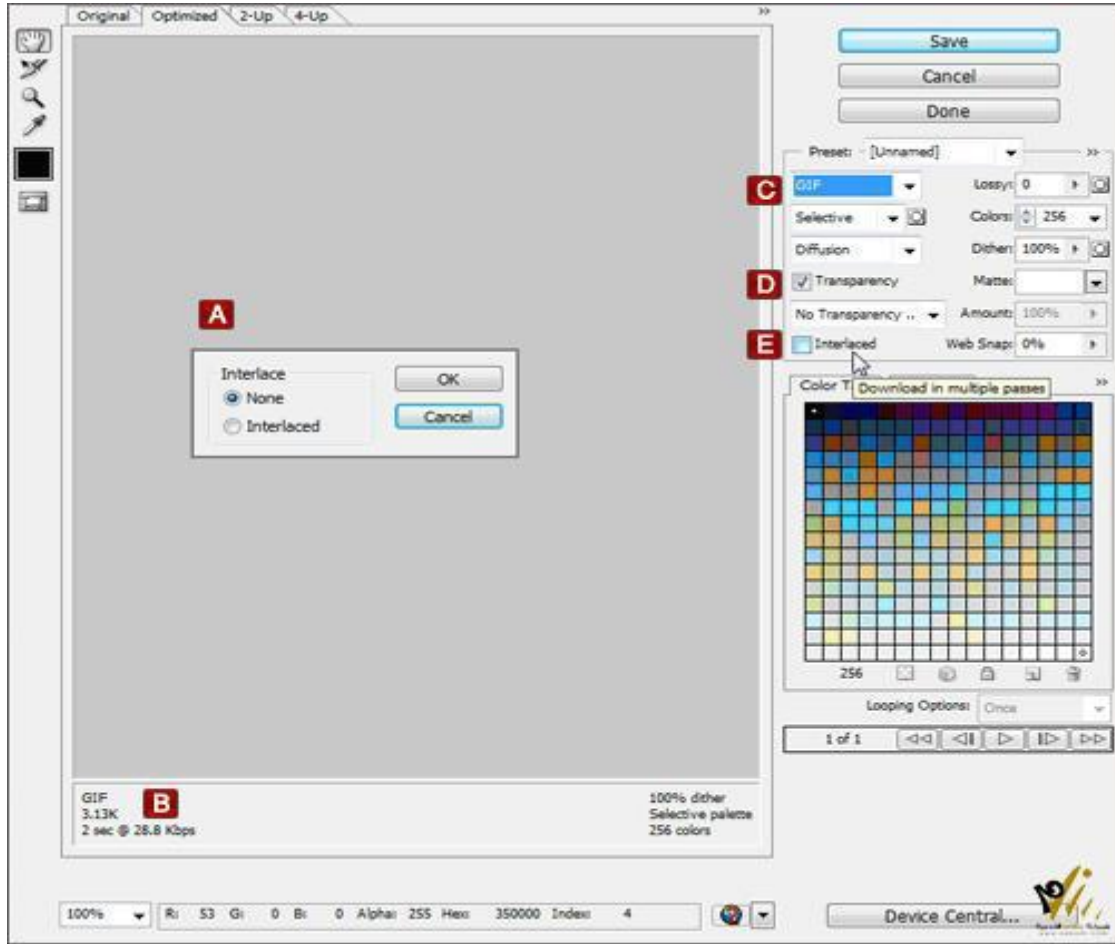 Original Optimized 2-Up 4-Up
Save
Cancel
Done
Preset: [Unnamed]
C GIF Lossy: 0
Selective Colors: 256
Diffusion Dither: 100%
D Transparency Matte:
No Transparency .. Amount: 100%
E Interlaced Web Snap: 0%
Download in multiple passes
Color T
A
Interlace
None
Interlaced
OK
Cancel
256
Looping Options: Once
1 of 1
B
GIF
3.13K
2 sec @ 28.8 Kbps
100% dither
Selective palette
256 colors
100% R: 53 G: 0 B: 0 Alpha: 255 Hex: 350000 Index: 4
Device Central...